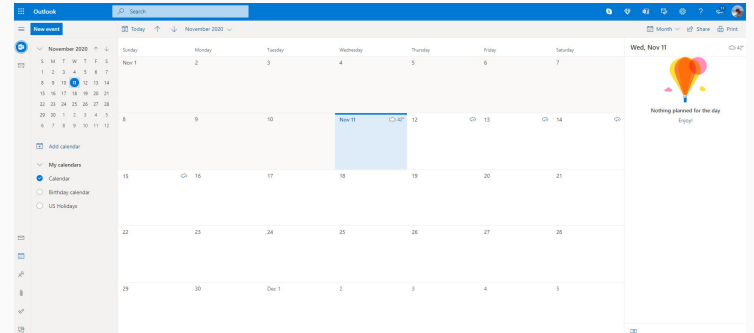 Outlook
Search
New event
Today
November 2020
Month
Share
Print
November 2020
S M T W T F S
1 2 3 4 5 6 7
8 9 10 11 12 13 14
15 16 17 18 19 20 21
22 23 24 25 26 27 28
29 30 1 2 3 4 5
6 7 8 9 10 11 12
Add calendar
My calendars
Calendar
Birthday calendar
US Holidays
Sunday Monday Tuesday Wednesday Thursday Friday Saturday
Nov 1 2 3 4 5 6 7
8 9 10 Nov 11 42° 12 13 14
15 16 17 18 19 20 21
22 23 24 25 26 27 28
29 30 Dec 1 2 3 4 5
Wed, Nov 11 42°
Nothing planned for the day
Enjoy!